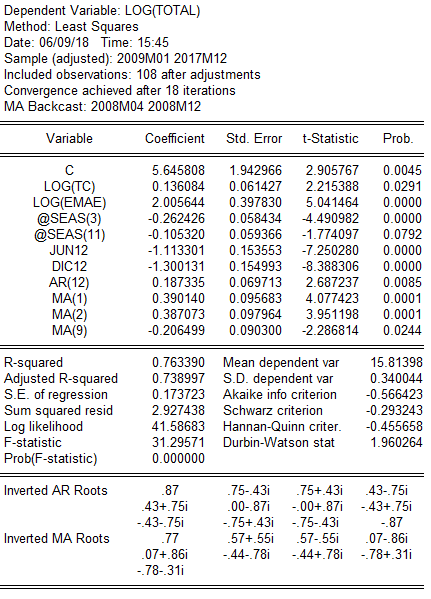 Dependent Variable: LOG(TOTAL)
Method: Least Squares
Date: 06/09/18 Time: 15:45
Sample (adjusted): 2009M01 2017M12
Included observations: 108 after adjustments
Convergence achieved after 18 iterations
MA Backcast: 2008M04 2008M12
Variable Coefficient Std. Error t-Statistic Prob.
C 5.645808 1.942966 2.905767 0.0045
LOG(TC) 0.136084 0.061427 2.215388 0.0291
LOG(EMAE) 2.005644 0.397830 5.041464 0.0000
@SEAS(3) -0.262426 0.058434 -4.490982 0.0000
@SEAS(11) -0.105320 0.059366 -1.774097 0.0792
JUN12 -1.113301 0.153553 -7.250280 0.0000
DIC12 -1.300131 0.154993 -8.388306 0.0000
AR(12) 0.187335 0.069713 2.687237 0.0085
MA(1) 0.390140 0.095683 4.077423 0.0001
MA(2) 0.387073 0.097964 3.951198 0.0001
MA(9) -0.206499 0.090300 -2.286814 0.0244
R-squared 0.763390 Mean dependent var 15.81398
Adjusted R-squared 0.738997 S.D. dependent var 0.340044
S.E. of regression 0.173723 Akaike info criterion -0.566423
Sum squared resid 2.927438 Schwarz criterion -0.293243
Log likelihood 41.58683 Hannan-Quinn criter. -0.455658
F-statistic 31.29571 Durbin-Watson stat 1.960264
Prob(F-statistic) 0.000000
Inverted AR Roots .87 .75-.43i .75+.43i .43-.75i
.43+.75i .00-.87i -.00+.87i -.43+.75i
-.43-.75i -.75+.43i -.75-.43i -.87
Inverted MA Roots .77 .57+.55i .57-.55i .07-.86i
.07+.86i -.44-.78i -.44+.78i -.78+.31i
-.78-.31i